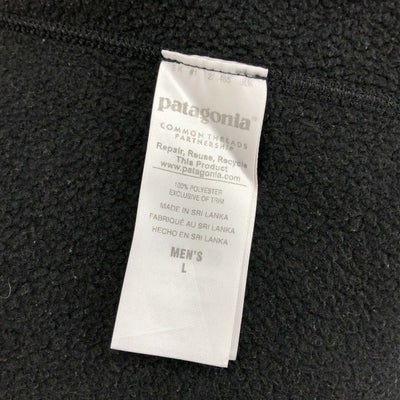 patagonia
COMMON THREADS
PARTNERSHIP
Repair, Reuse, Recycle
This Product
www.patagonia.com
100% POLYESTER
EXCLUSIVE OF TRIM
MADE IN SRI LANKA
FABRIQUÉ AU SRI LANKA
HECHO EN SRI LANKA
MEN'S
L